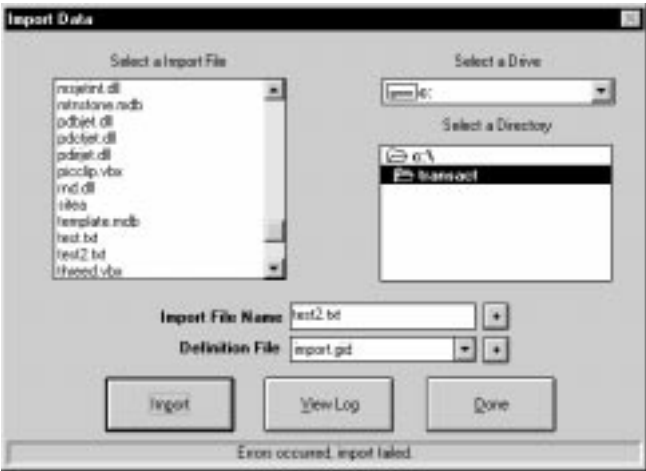 Import Data
Select a Import File
msjetint.dll
mtnstone.mdb
pdbjet.dll
pdctjet.dll
pdirjet.dll
picclip.vbx
rnd.dll
sitea
template.mdb
test.txt
test2.txt
threed.vbx
Select a Drive
c:
Select a Directory
c:\
transact
Import File Name test2.txt +
Definition File import.gid +
Import View Log Done
Errors occurred, import failed.